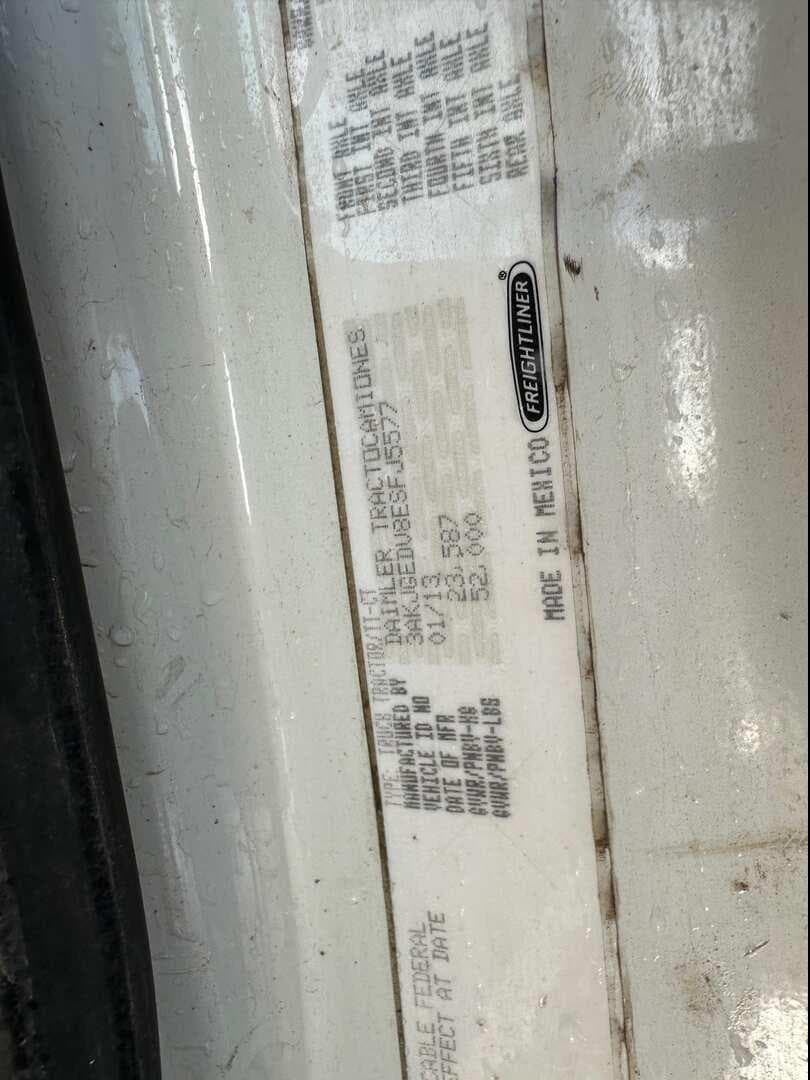 TYPE: TRUCK TRACTOR/TT-CT
MANUFACTURED BY DAIMLER TRACTOCAMIONES
VEHICLE ID NO 3AKJGEDV8ESFJ5577
DATE OF MFR 01/13
GVWR/PNBV-KG 23,587
GVWR/PNBV-LBS 52,000
MADE IN MEXICO
FREIGHTLINER®
FRONT AXLE
FIRST INT AXLE
SECOND INT AXLE
THIRD INT AXLE
FOURTH INT AXLE
FIFTH INT AXLE
SIXTH INT AXLE
REAR AXLE
CABLE FEDERAL
EFFECT AT DATE